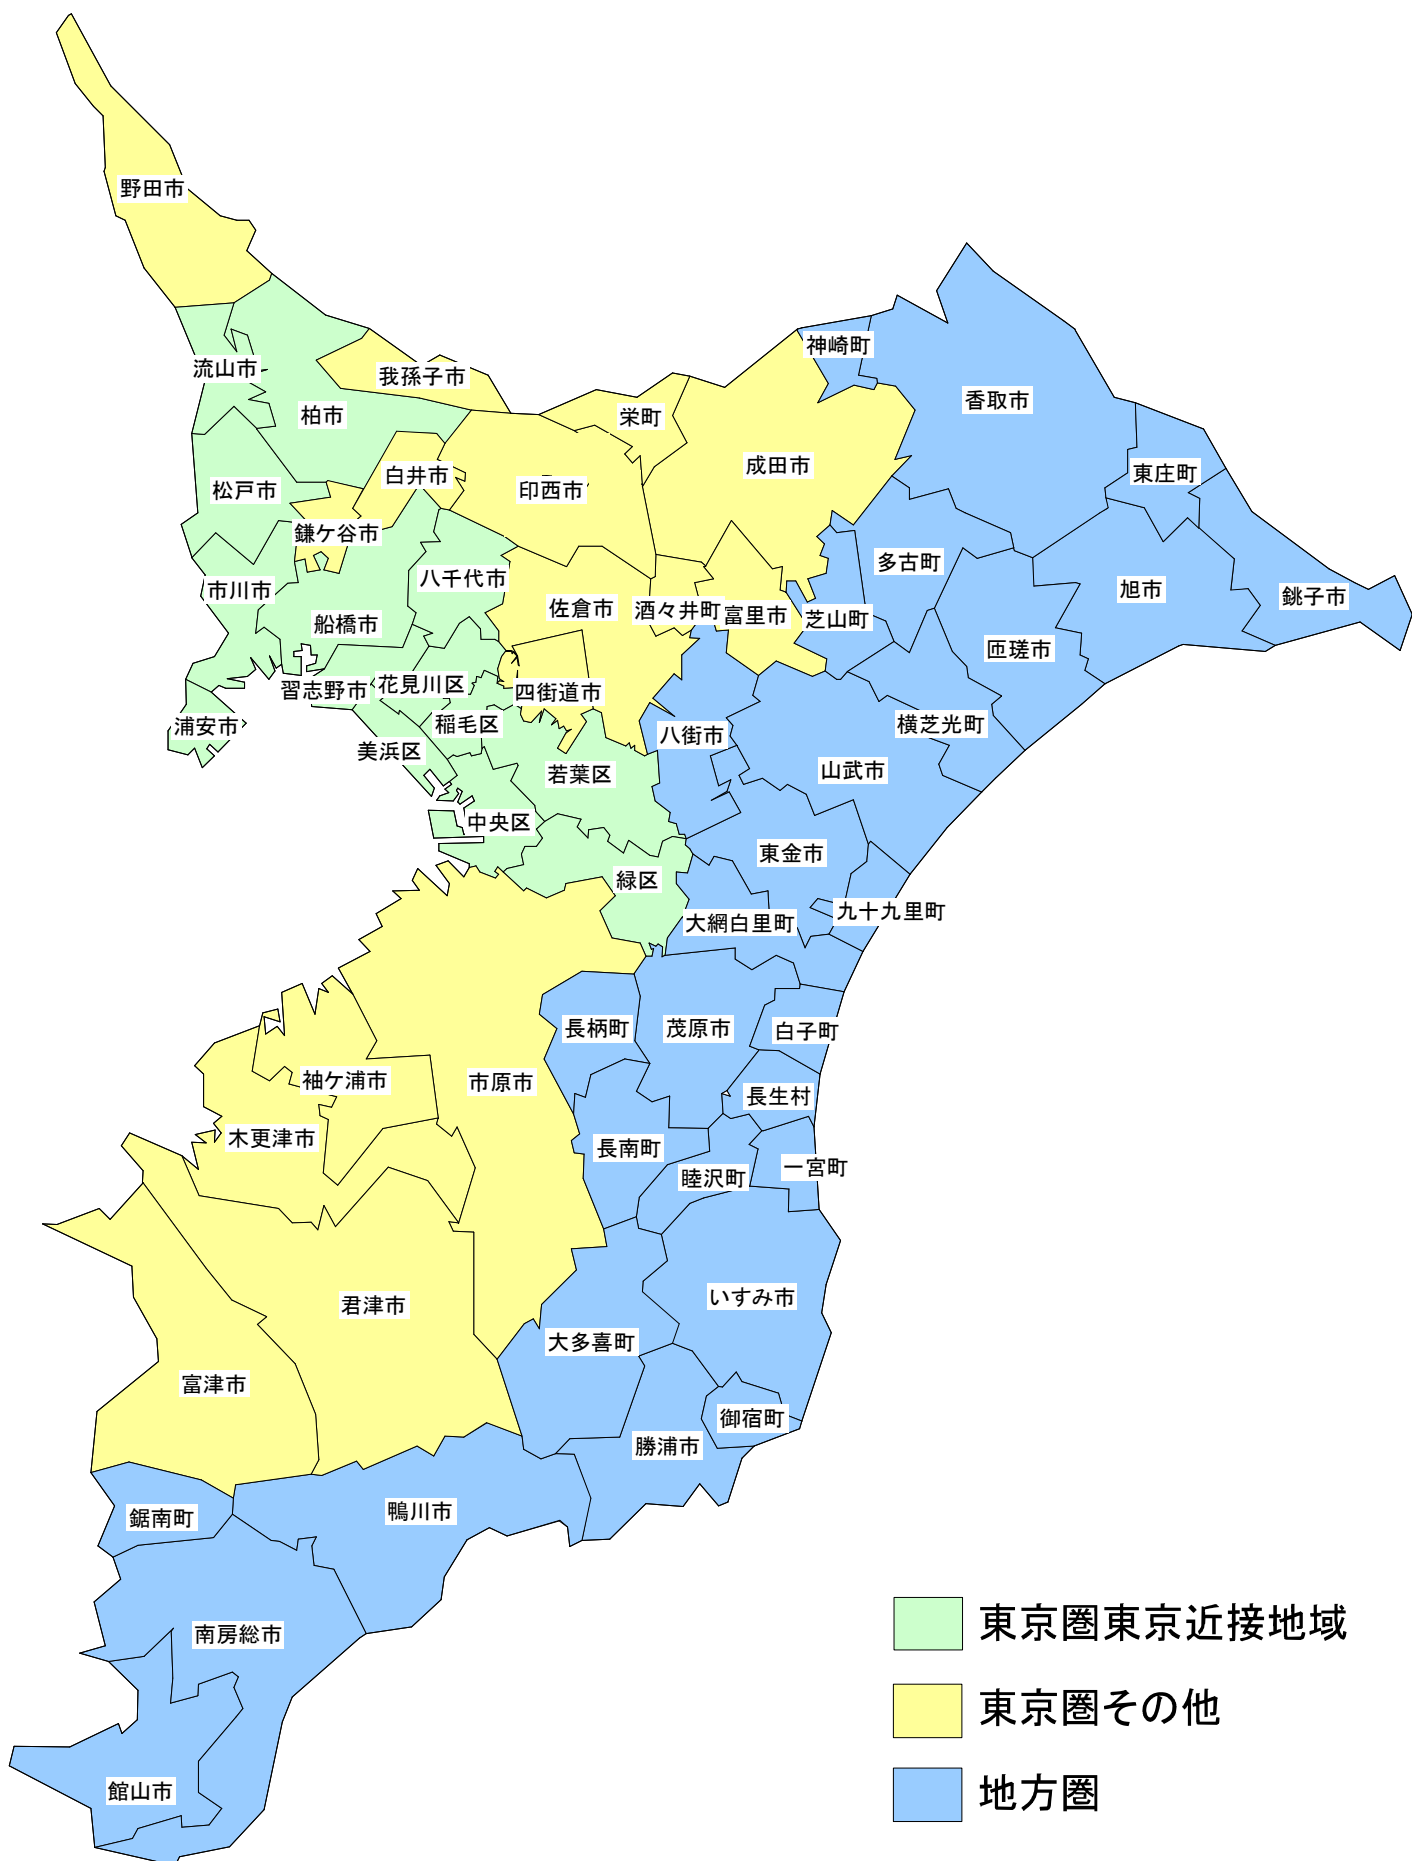 野田市
神崎町
流山市
我孫子市
香取市
柏市
栄町
成田市
東庄町
白井市
松戸市
印西市
鎌ケ谷市
多古町
八千代市
市川市
旭市
銚子市
佐倉市
酒々井町
富里市
芝山町
船橋市
匝瑳市
花見川区
習志野市
四街道市
浦安市
稲毛区
横芝光町
八街市
美浜区
若葉区
山武市
中央区
東金市
緑区
九十九里町
大網白里町
長柄町
茂原市
白子町
袖ケ浦市
市原市
長生村
木更津市
長南町
一宮町
睦沢町
いすみ市
君津市
大多喜町
富津市
御宿町
勝浦市
鴨川市
鋸南町
南房総市
館山市
東京圏東京近接地域
東京圏その他
地方圏